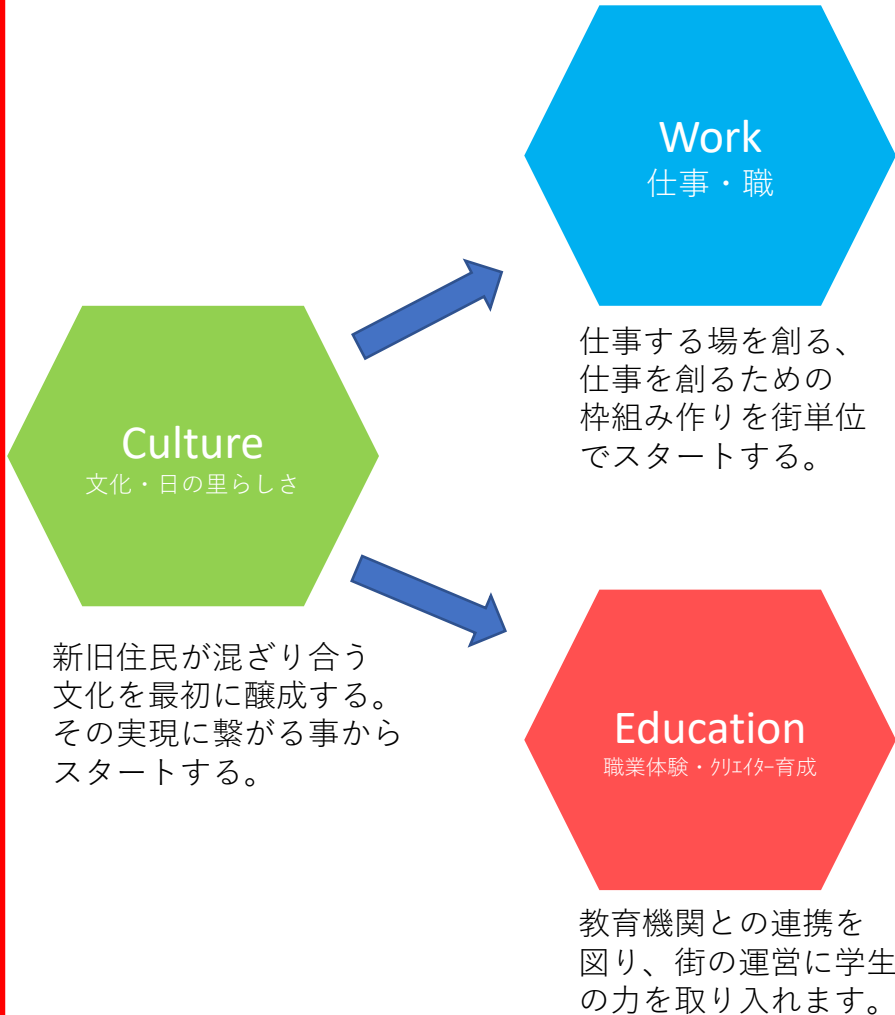 Work
仕事・職
仕事する場を創る、
仕事を創るための
枠組み作りを街単位
でスタートする。
Culture
文化・日の里らしさ
新旧住民が混ざり合う
文化を最初に醸成する。
その実現に繋がる事から
スタートする。
Education
職業体験・ｸﾘｴｲﾀｰ育成
教育機関との連携を
図り、街の運営に学生
の力を取り入れます。